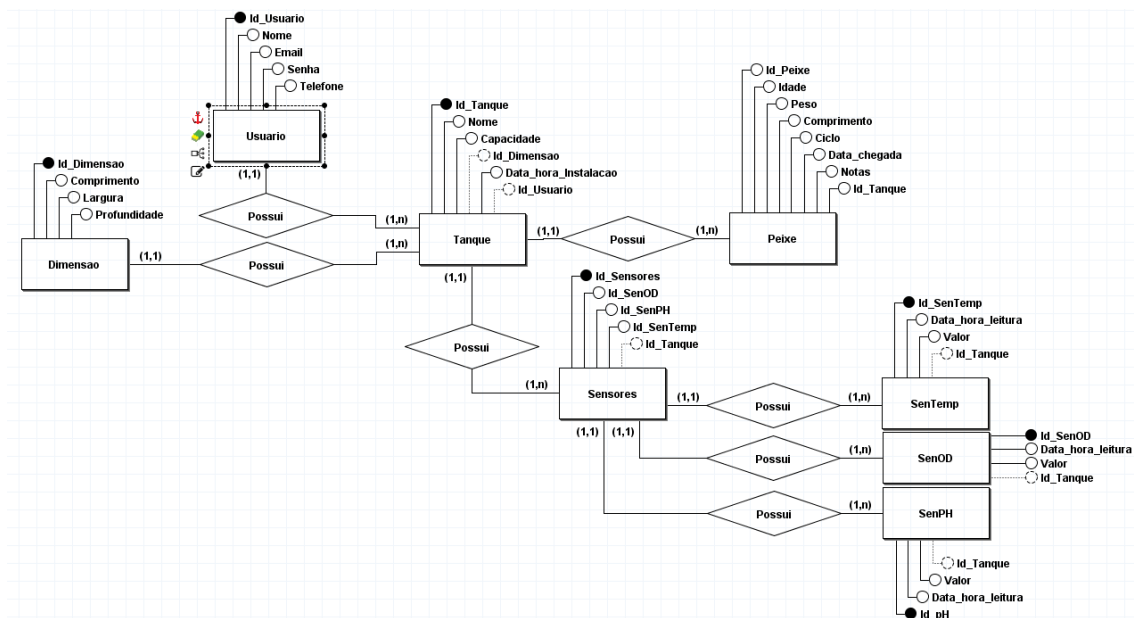 Id_Usuario
Nome
Email
Senha
Telefone
Usuario
(1,1)
Id_Dimensao
Comprimento
Largura
Profundidade
Dimensao
(1,1)
Possui
(1,n)
Possui
(1,n)
Id_Tanque
Nome
Capacidade
Id_Dimensao
Data_hora_Instalacao
Id_Usuario
Tanque
(1,1)
(1,1)
Possui
(1,n)
Id_Peixe
Idade
Peso
Comprimento
Ciclo
Data_chegada
Notas
Id_Tanque
Peixe
Possui
(1,n)
Id_Sensores
Id_SenOD
Id_SenPH
Id_SenTemp
Id_Tanque
Sensores
(1,1)
(1,1)
(1,1)
Possui
(1,n)
Id_SenTemp
Data_hora_leitura
Valor
Id_Tanque
SenTemp
Possui
(1,n)
SenOD
Id_SenOD
Data_hora_leitura
Valor
Id_Tanque
Possui
(1,n)
SenPH
Id_Tanque
Valor
Data_hora_leitura
Id_pH